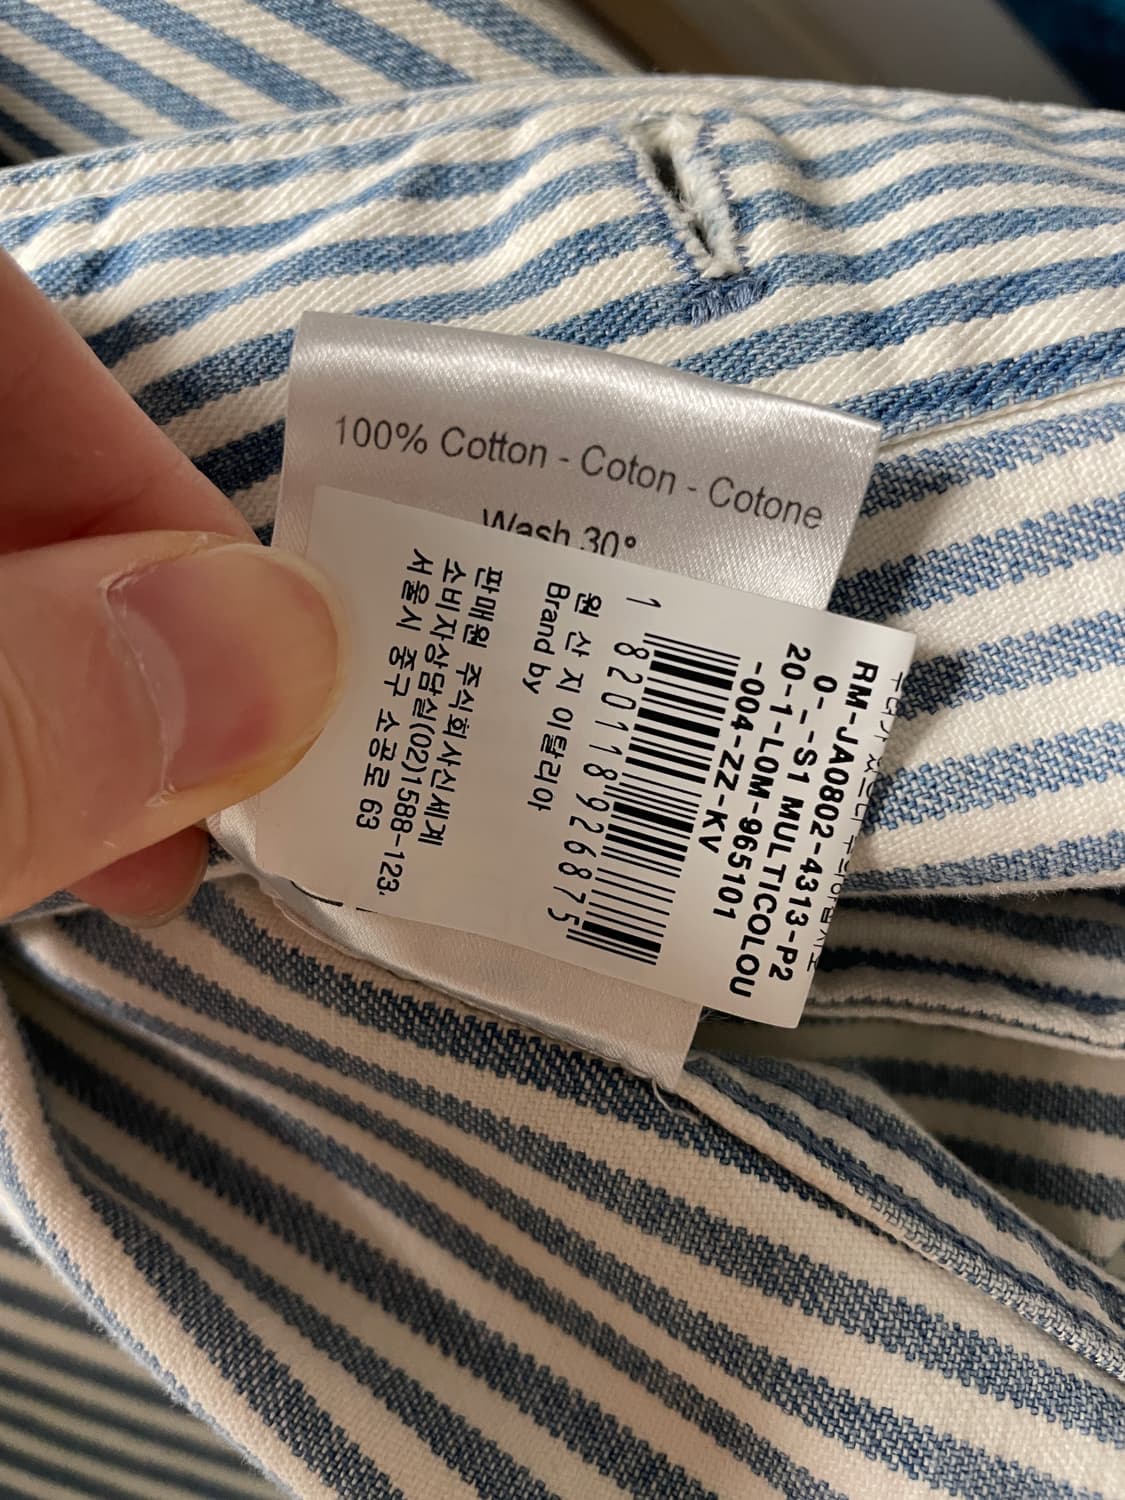 100% Cotton - Coton - Cotone
Wash 30°
RM-JA0802-4313-P2
0---S1 MULTICOLOU
20-1-L0M-965101
-004-ZZ-KV
1 8201189268751
원 산 지 이탈리아
Brand by
판매원 주식회사신세계
소비자상담실(02)1588-123.
서울시 중구 소공로 63